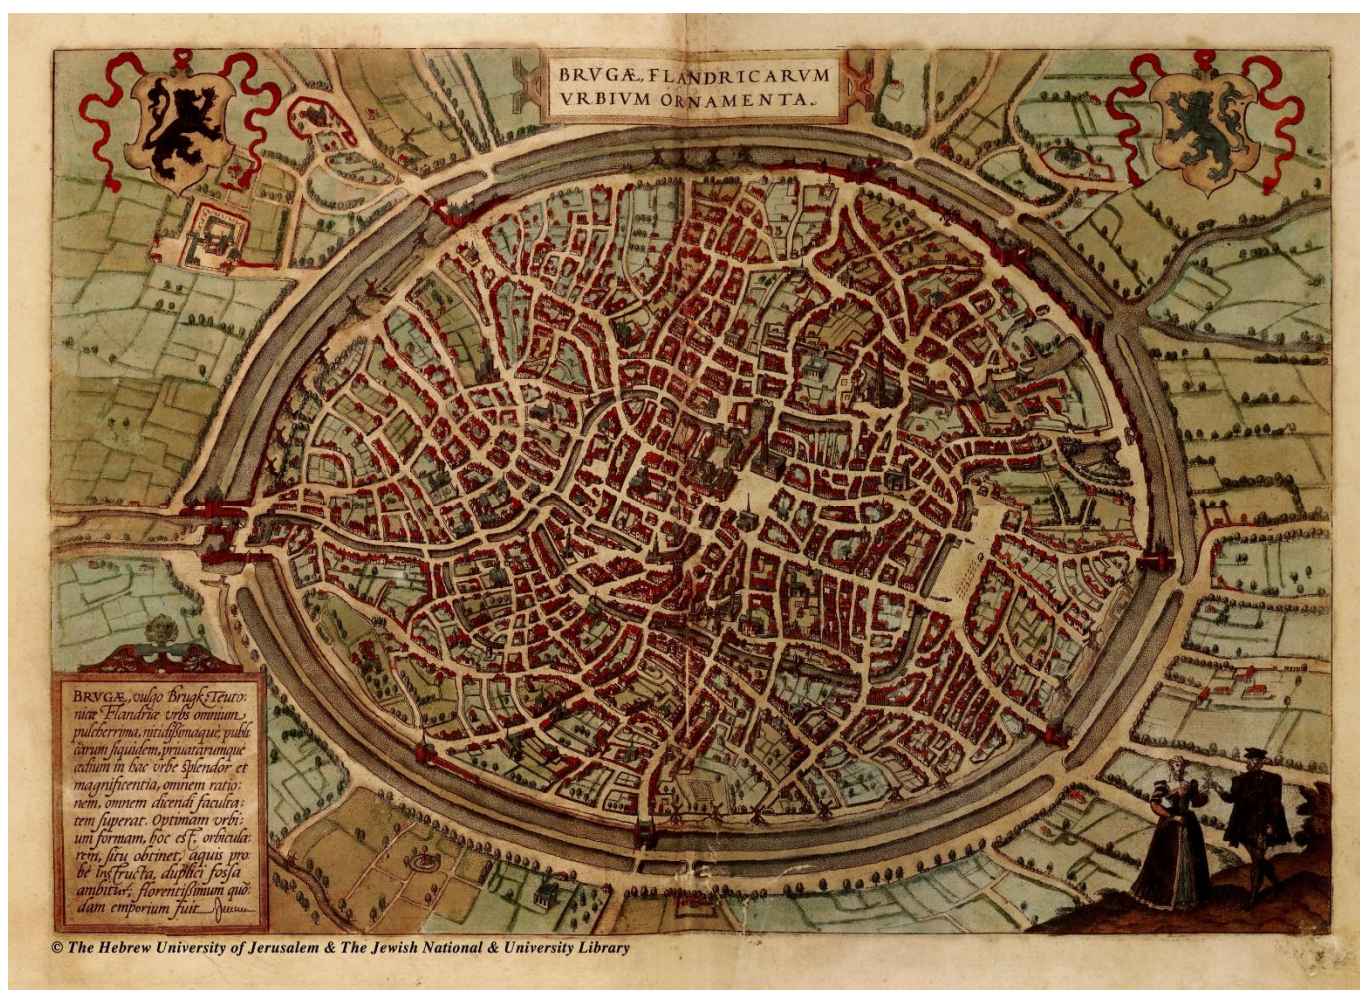 BRVGÆ, FLANDRICARVM
VRBIVM ORNAMENTA.
BRVGÆ, vulgo Brugk; Teuto:
nicæ Flandriæ vrbs omnium
pulcherrima, nitidißimaque, publi
carum siquidem, priuatarumque
ædium in hac vrbe splendor et
magnificentia, omnem ratio:
nem, omnem dicendi faculta:
tem superat. Optimam vrbi:
um formam, hoc est, orbicula:
rem, situ obtinet, aquis pro:
bè instructa, duplici fossa
ambitur; florentißimum quõ:
dam emporium fuit
© The Hebrew University of Jerusalem & The Jewish National & University Library